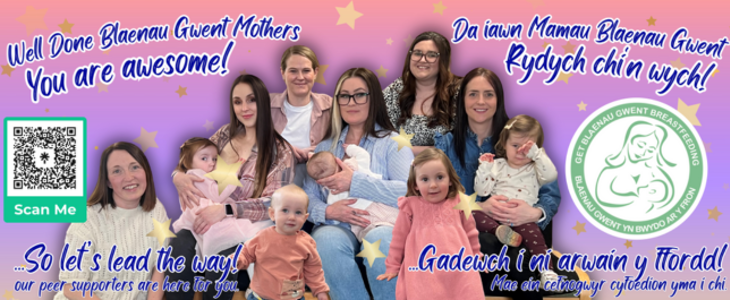 Well Done Blaenau Gwent Mothers
You are awesome!
Da iawn Mamau Blaenau Gwent
Rydych chi'n wych!
Scan Me
GET BLAENAU GWENT BREASTFEEDING
BLAENAU GWENT YN BWYDO AR Y FRON
...So let's lead the way!
our peer supporters are here for you
...Gadewch i ni arwain y ffordd!
Mae ein cefnogwyr cyfoedion yma i chi